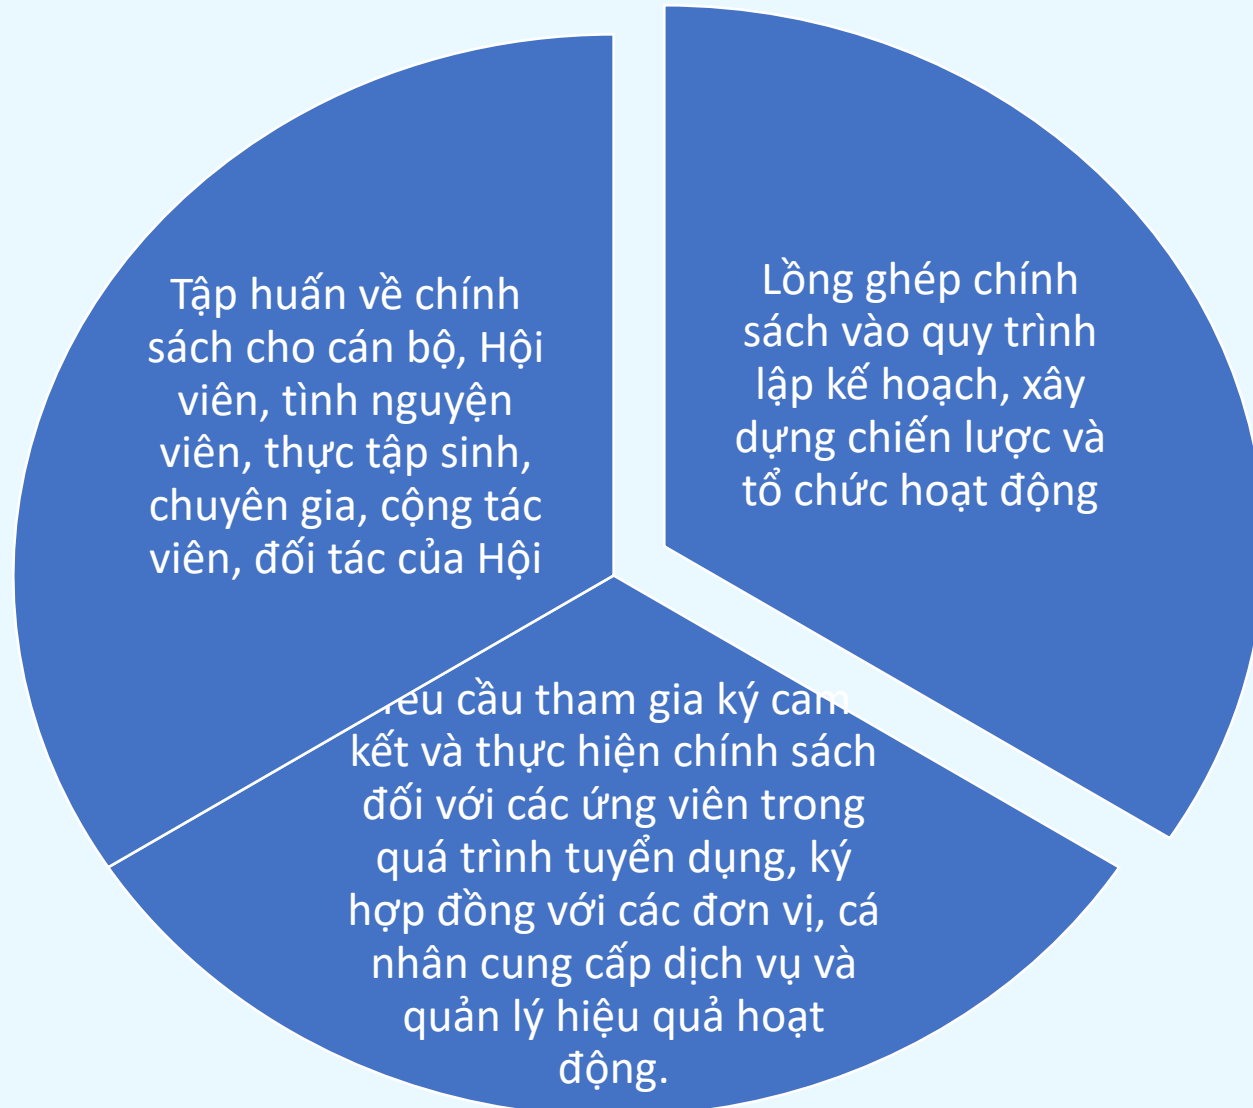 Tập huấn về chính
sách cho cán bộ, Hội
viên, tình nguyện
viên, thực tập sinh,
chuyên gia, cộng tác
viên, đối tác của Hội
Lồng ghép chính
sách vào quy trình
lập kế hoạch, xây
dựng chiến lược và
tổ chức hoạt động
cầu tham gia ký cam
kết và thực hiện chính sách
đối với các ứng viên trong
quá trình tuyển dụng, ký
hợp đồng với các đơn vị, cá
nhân cung cấp dịch vụ và
quản lý hiệu quả hoạt
động.